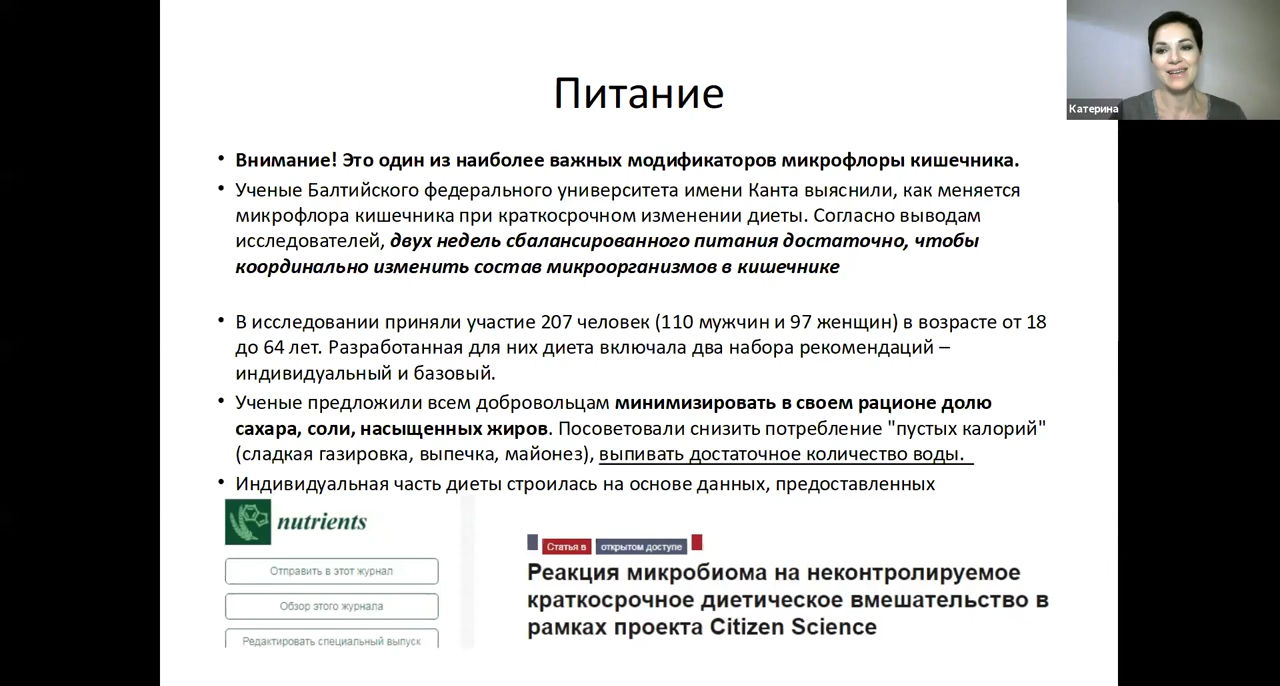 Катерина
Питание
• Внимание! Это один из наиболее важных модификаторов микрофлоры кишечника.
• Ученые Балтийского федерального университета имени Канта выяснили, как меняется
микрофлора кишечника при краткосрочном изменении диеты. Согласно выводам
исследователей, двух недель сбалансированного питания достаточно, чтобы
координально изменить состав микроорганизмов в кишечнике
• В исследовании приняли участие 207 человек (110 мужчин и 97 женщин) в возрасте от 18
до 64 лет. Разработанная для них диета включала два набора рекомендаций –
индивидуальный и базовый.
• Ученые предложили всем добровольцам минимизировать в своем рационе долю
сахара, соли, насыщенных жиров. Посоветовали снизить потребление "пустых калорий"
(сладкая газировка, выпечка, майонез), выпивать достаточное количество воды.
• Индивидуальная часть диеты строилась на основе данных, предоставленных
nutrients
Отправить в этот журнал
Обзор этого журнала
Редактировать специальный выпуск
Статья в открытом доступе
Реакция микробиома на неконтролируемое
краткосрочное диетическое вмешательство в
рамках проекта Citizen Science